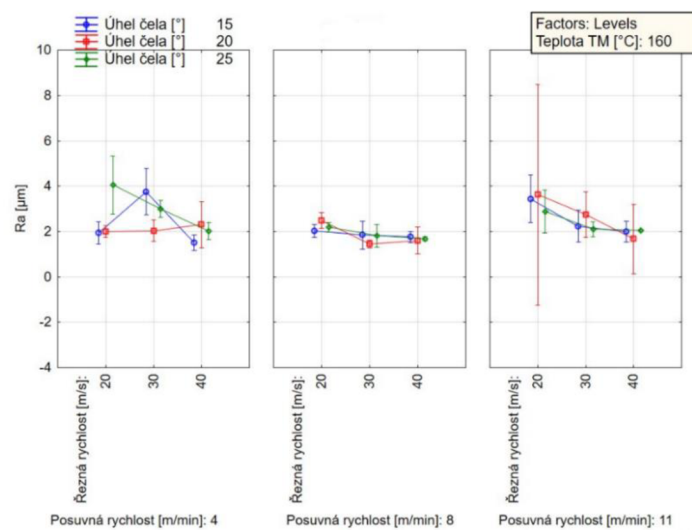 Úhel čela [°] 15
Úhel čela [°] 20
Úhel čela [°] 25
Factors: Levels
Teplota TM [°C]: 160
Ra [µm]
10
8
6
4
2
0
-2
-4
Řezná rychlost [m/s]:
20
30
40
Řezná rychlost [m/s]:
20
30
40
Řezná rychlost [m/s]:
20
30
40
Posuvná rychlost [m/min]: 4
Posuvná rychlost [m/min]: 8
Posuvná rychlost [m/min]: 11